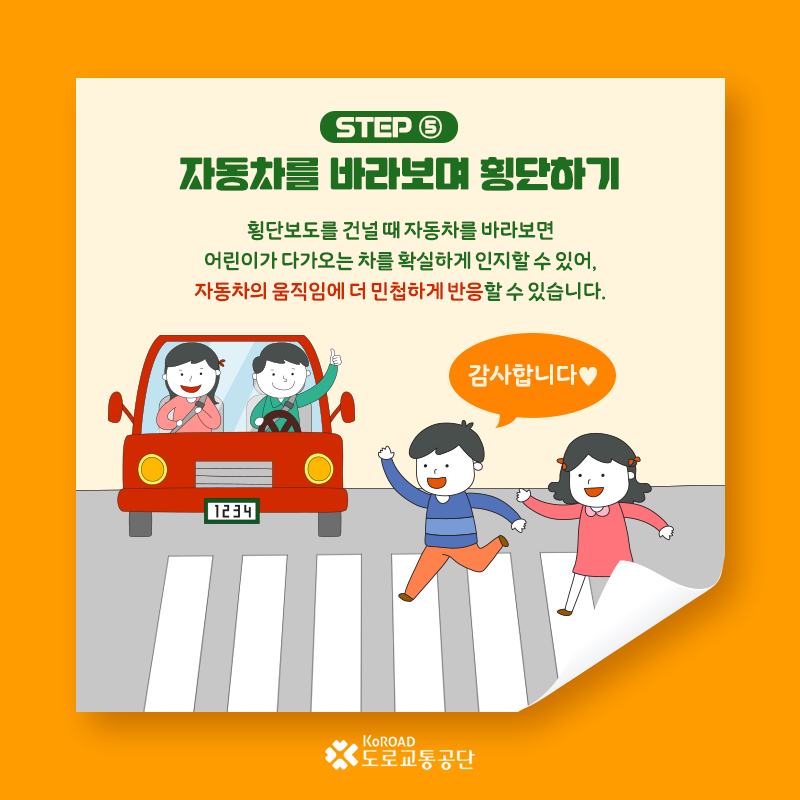 STEP ⑤
자동차를 바라보며 횡단하기
횡단보도를 건널 때 자동차를 바라보면
어린이가 다가오는 차를 확실하게 인지할 수 있어,
자동차의 움직임에 더 민첩하게 반응할 수 있습니다.
감사합니다♥
1234
KoROAD
도로교통공단